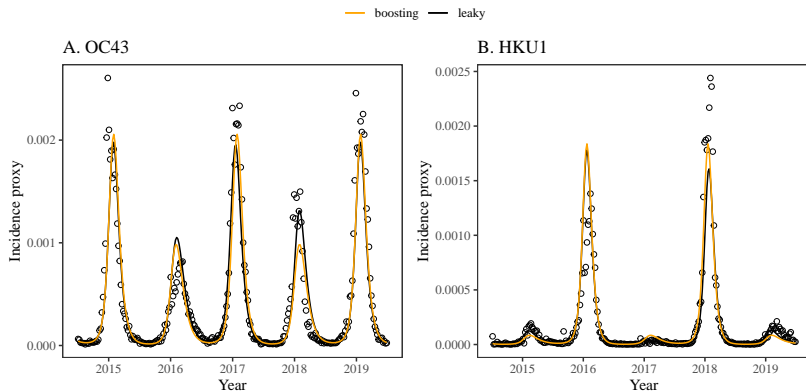 boosting leaky
A. OC43
B. HKU1
Incidence proxy
0.002
0.001
0.000
2015 2016 2017 2018 2019
Year
Incidence proxy
0.0025
0.0020
0.0015
0.0010
0.0005
0.0000
2015 2016 2017 2018 2019
Year